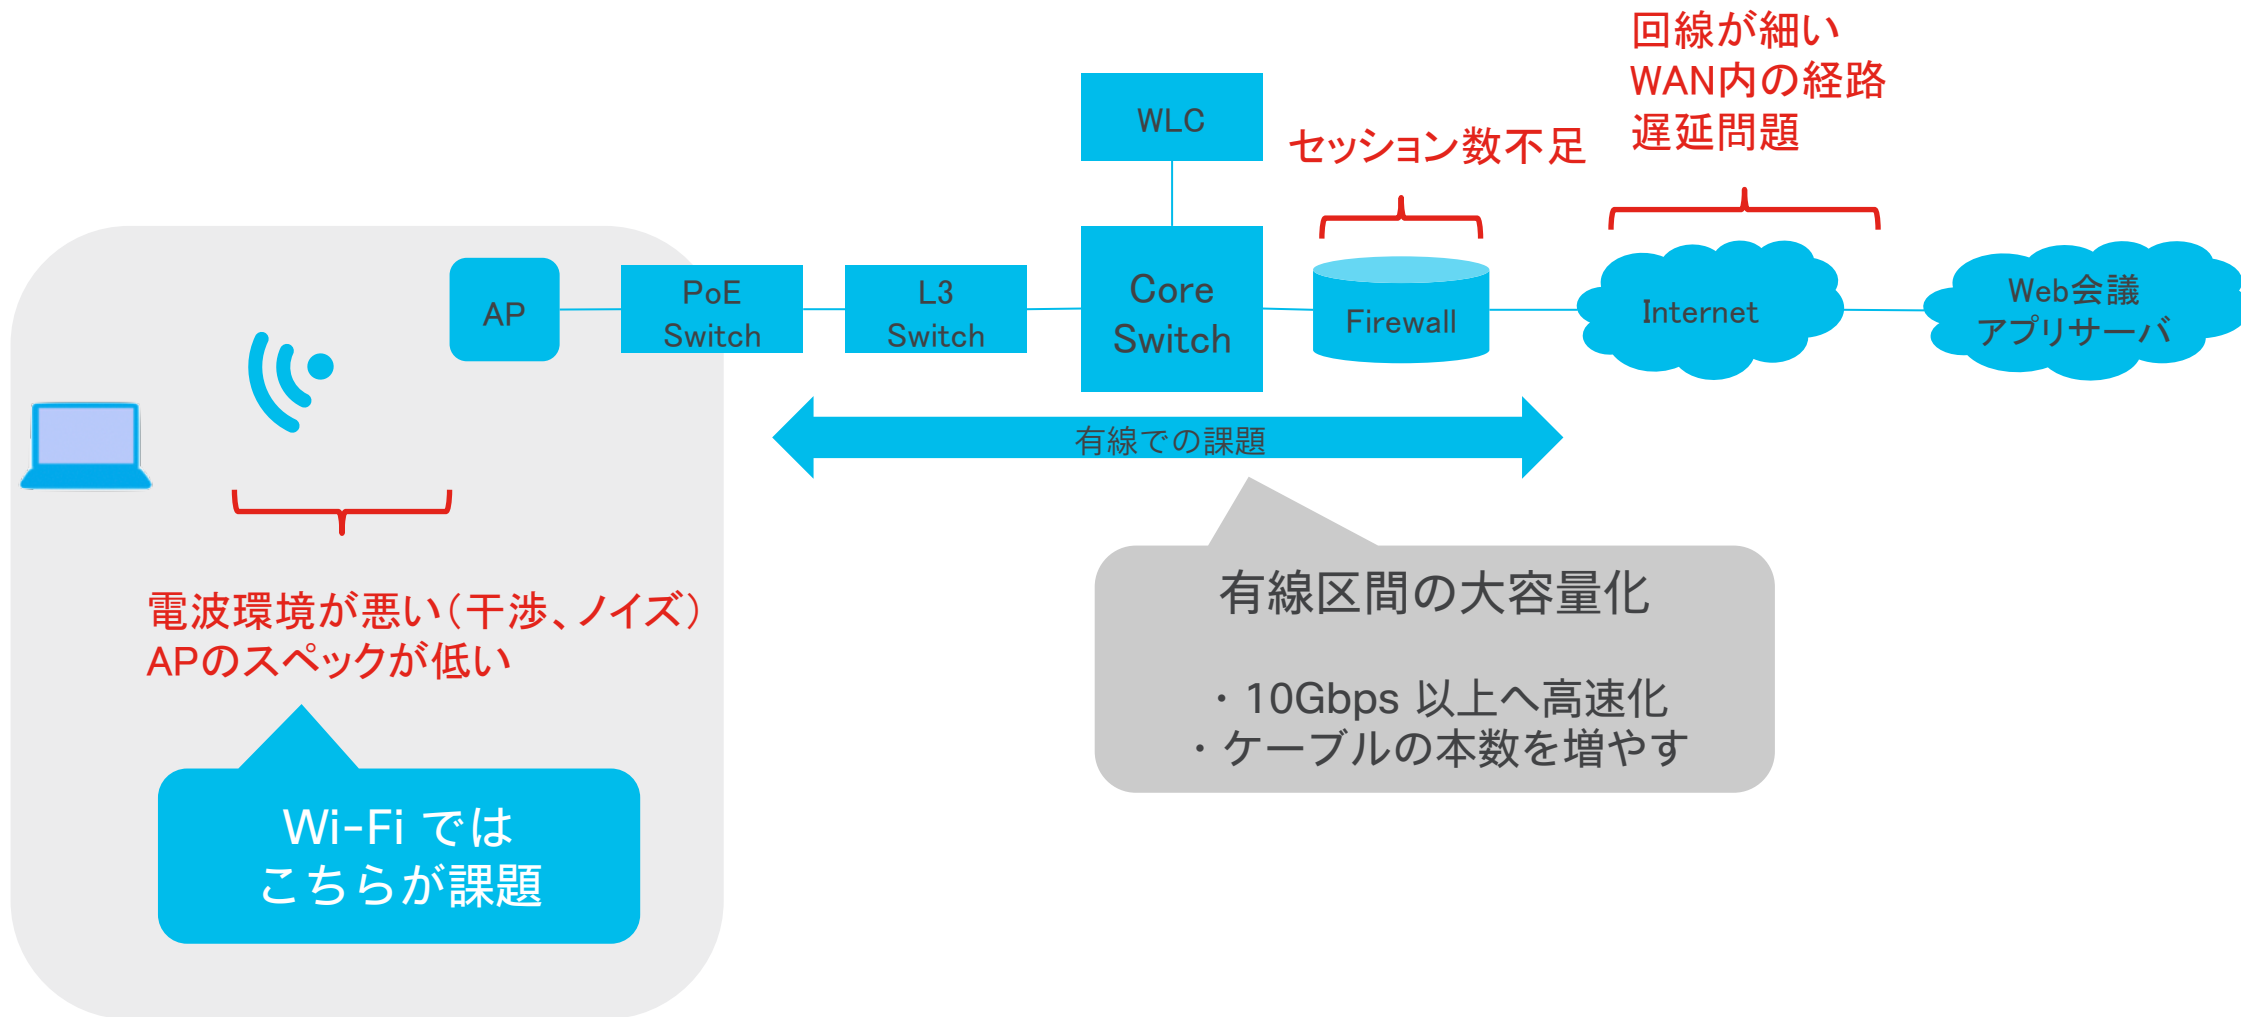 回線が細い
WAN内の経路
遅延問題
WLC
セッション数不足
AP
PoE
Switch
L3
Switch
Core
Switch
Firewall
Internet
Web会議
アプリサーバ
有線での課題
電波環境が悪い（干渉、ノイズ）
APのスペックが低い
有線区間の大容量化
・10Gbps 以上へ高速化
・ケーブルの本数を増やす
Wi-Fi では
こちらが課題